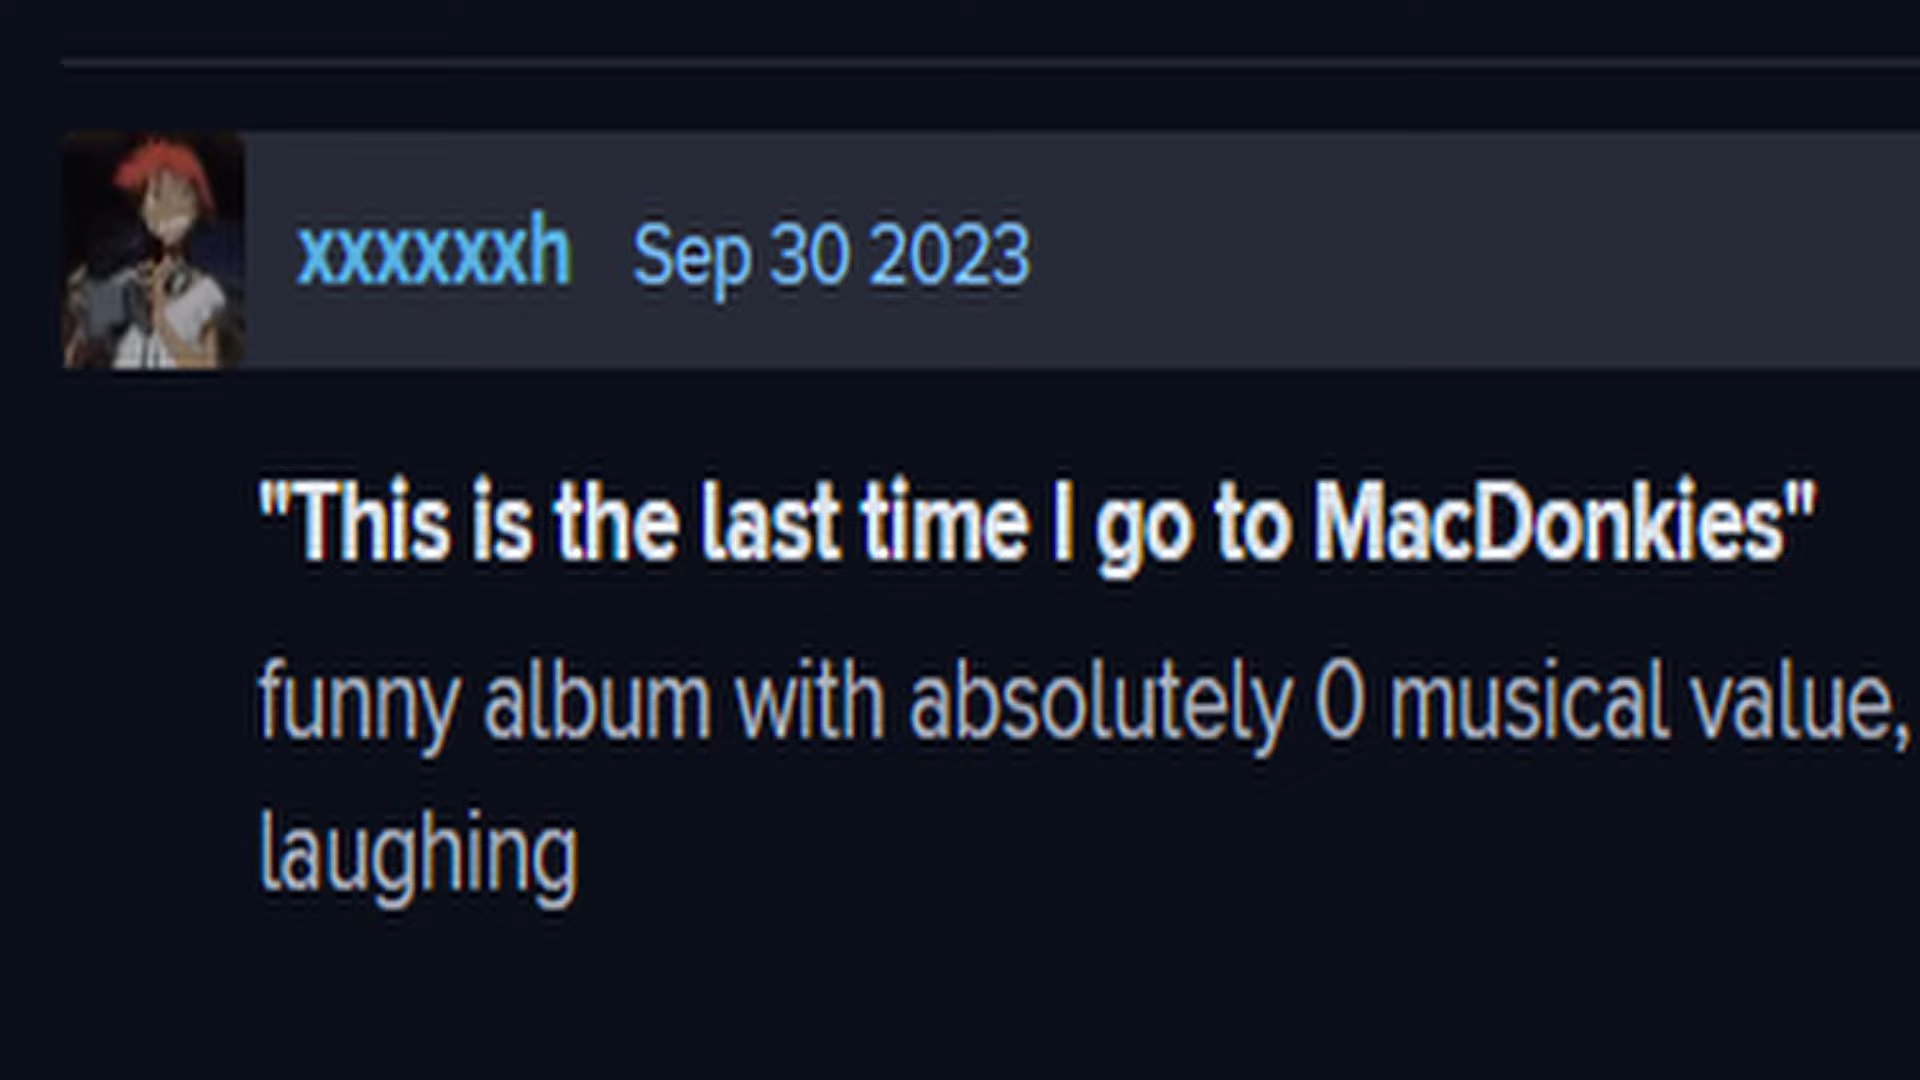 xxxxxxh Sep 30 2023
"This is the last time I go to MacDonkies"
funny album with absolutely 0 musical value,
laughing